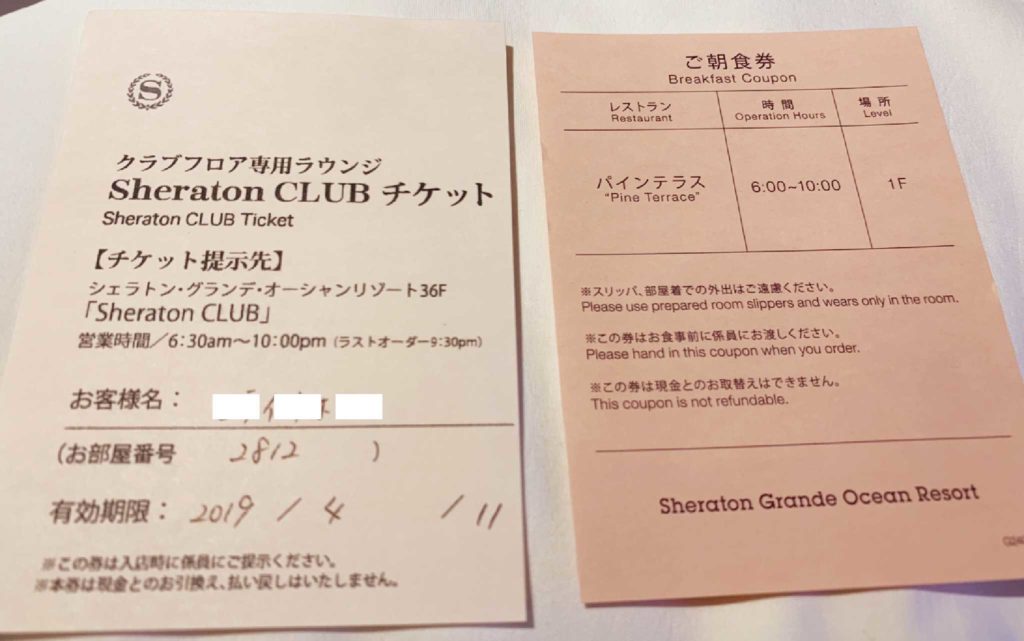 S
クラブフロア専用ラウンジ
Sheraton CLUB チケット
Sheraton CLUB Ticket
【チケット提示先】
シェラトン・グランデ・オーシャンリゾート36F
「Sheraton CLUB」
営業時間／6：30am〜10：00pm（ラストオーダー9：30pm）
お客様名：
（お部屋番号 2812 ）
有効期限： 2019 / 4 / 11
※この券は入店時に係員にご提示ください。
※本券は現金とのお引換え、払い戻しはいたしません。
ご朝食券
Breakfast Coupon
レストラン 時間 場所
Restaurant Operation Hours Level
パインテラス 6:00~10:00 1F
"Pine Terrace"
※スリッパ、部屋着での外出はご遠慮ください。
Please use prepared room slippers and wears only in the room.
※この券はお食事前に係員にお渡しください。
Please hand in this coupon when you order.
※この券は現金とのお取替えはできません。
This coupon is not refundable.
Sheraton Grande Ocean Resort